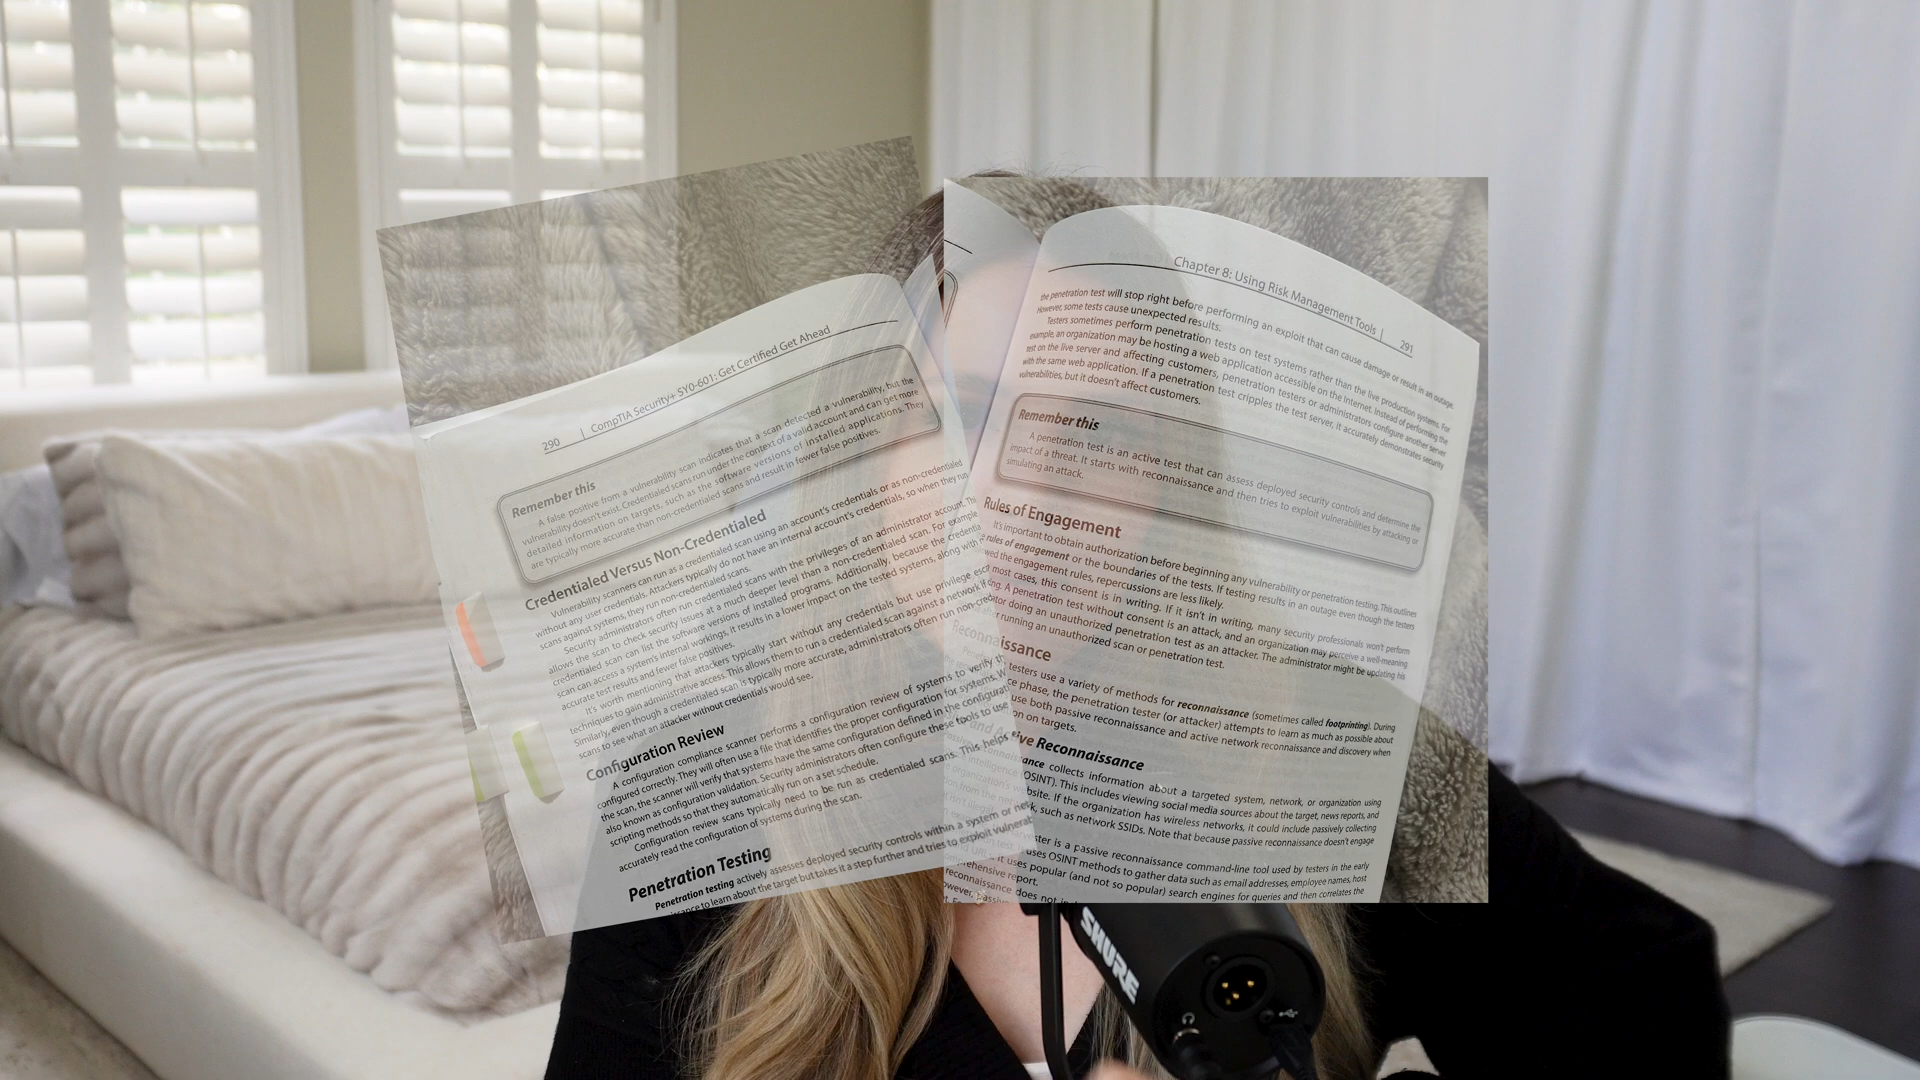 290 | CompTIA Security+ SY0-601: Get Certified Get Ahead
Remember this
A false positive from a vulnerability scan indicates that a scan detected a vulnerability, but the
vulnerability doesn't exist. Credentialed scans run under the context of a valid account and can get more
detailed information on targets, such as the software versions of installed applications. They
are typically more accurate than non-credentialed scans and result in fewer false positives.
Credentialed Versus Non-Credentialed
Vulnerability scanners can run as a credentialed scan using an account's credentials or as non-credentialed
without any user credentials. Attackers typically do not have an internal account's credentials, so when they run
scans against systems, they run non-credentialed scans.
Security administrators often run credentialed scans with the privileges of an administrator account. This
allows the scan to check security issues at a much deeper level than a non-credentialed scan. For example
credentialed scan can list the software versions of installed programs. Additionally, because the credentia
scan can access a system's internal workings, it results in a lower impact on the tested systems, along with
accurate test results and fewer false positives.
It's worth mentioning that attackers typically start without any credentials but use privilege esc
techniques to gain administrative access. This allows them to run a credentialed scan against a network if
Similarly, even though a credentialed scan is typically more accurate, administrators often run non-cred
scans to see what an attacker without credentials would see.
Configuration Review
A configuration compliance scanner performs a configuration review of systems to verify th
configured correctly. They will often use a file that identifies the proper configuration for systems. W
the scan, the scanner will verify that systems have the same configuration defined in the configurat
also known as configuration validation. Security administrators often configure these tools to use
scripting methods so that they automatically run on a set schedule.
Configuration review scans typically need to be run as credentialed scans. This helps
accurately read the configuration of systems during the scan.
Penetration Testing
Penetration testing actively assesses deployed security controls within a system or
to learn about the target but takes it a step further and tries to exploit vulnerab
Chapter 8: Using Risk Management Tools | 291
the penetration test will stop right before performing an exploit that can cause damage or result in an outage.
However, some tests cause unexpected results.
Testers sometimes perform penetration tests on test systems rather than the live production systems. For
example, an organization may be hosting a web application accessible on the Internet. Instead of performing the
test on the live server and affecting customers, penetration testers or administrators configure another server
with the same web application. If a penetration test cripples the test server, it accurately demonstrates security
vulnerabilities, but it doesn't affect customers.
Remember this
A penetration test is an active test that can assess deployed security controls and determine the
impact of a threat. It starts with reconnaissance and then tries to exploit vulnerabilities by attacking or
simulating an attack.
Rules of Engagement
It's important to obtain authorization before beginning any vulnerability or penetration testing. This outlines
rules of engagement or the boundaries of the tests. If testing results in an outage even though the testers
wed the engagement rules, repercussions are less likely.
most cases, this consent is in writing. If it isn't in writing, many security professionals won't perform
ing. A penetration test without consent is an attack, and an organization may perceive a well-meaning
ator doing an unauthorized penetration test as an attacker. The administrator might be updating his
running an unauthorized scan or penetration test.
Reconnaissance
testers use a variety of methods for reconnaissance (sometimes called footprinting). During
ce phase, the penetration tester (or attacker) attempts to learn as much as possible about
use both passive reconnaissance and active network reconnaissance and discovery when
on on targets.
ive Reconnaissance
ance collects information about a targeted system, network, or organization using
(OSINT). This includes viewing social media sources about the target, news reports, and
bsite. If the organization has wireless networks, it could include passively collecting
, such as network SSIDs. Note that because passive reconnaissance doesn't engage
ster is a passive reconnaissance command-line tool used by testers in the early
uses OSINT methods to gather data such as email addresses, employee names, host
it uses popular (and not so popular) search engines for queries and then correlates the
rehensive report.
reconnaissance does not
SHURE